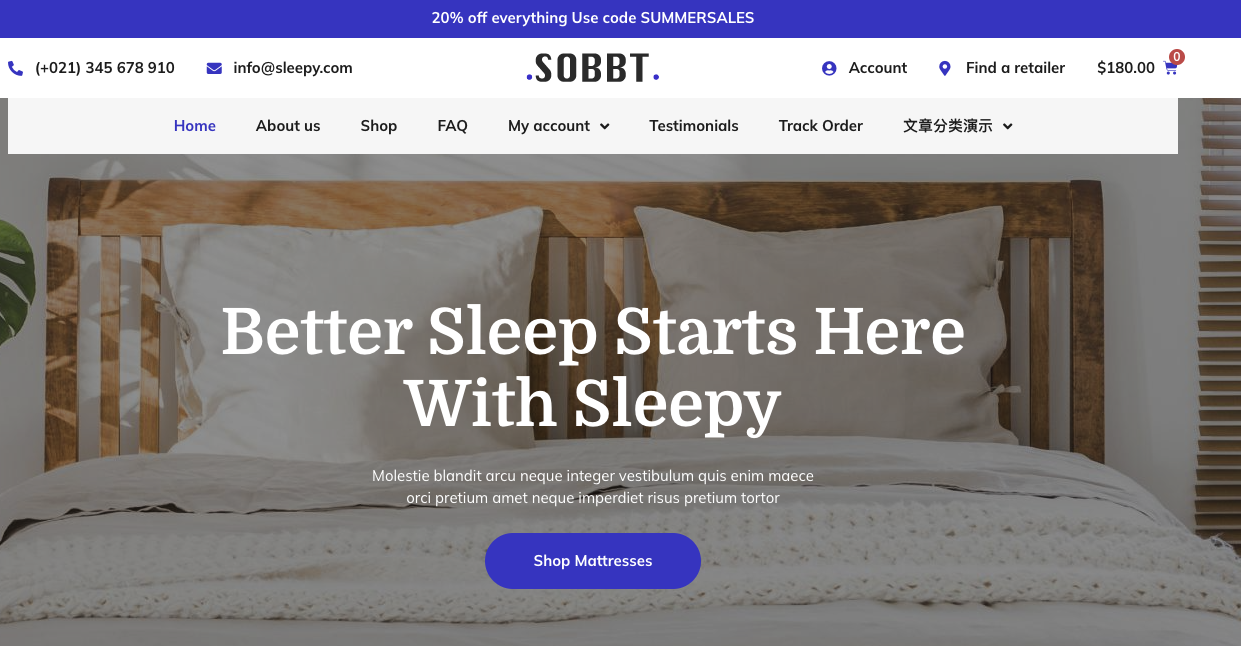 20% off everything Use code SUMMERSALES
(+021) 345 678 910 info@sleepy.com .SOBBT. Account Find a retailer $180.00 0
Home About us Shop FAQ My account Testimonials Track Order 文章分类演示
Better Sleep Starts Here
With Sleepy
Molestie blandit arcu neque integer vestibulum quis enim maece
orci pretium amet neque imperdiet risus pretium tortor
Shop Mattresses